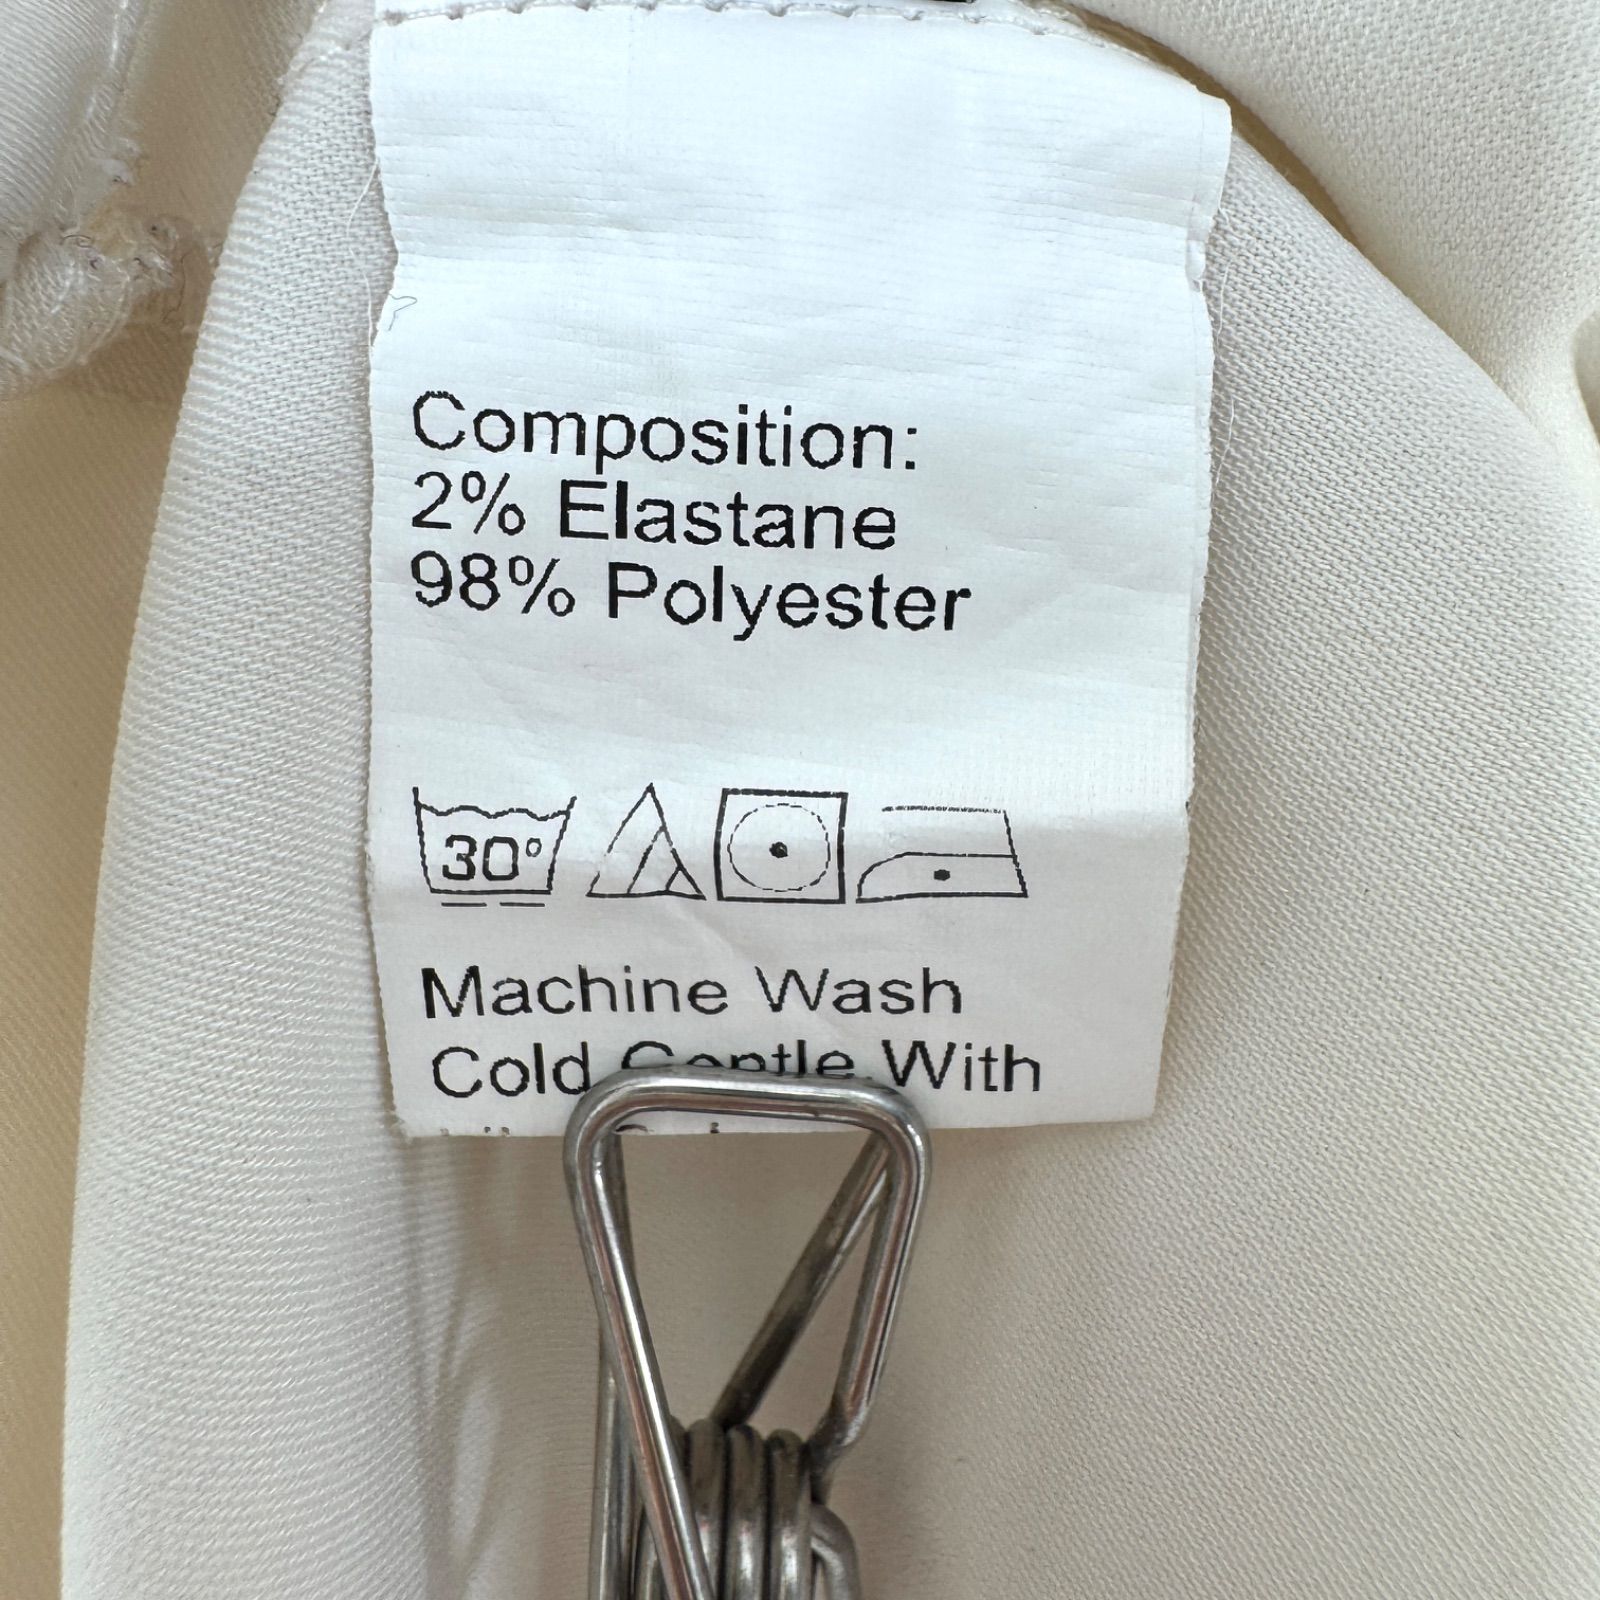 Composition:
2% Elastane
98% Polyester
30°
Machine Wash
Cold Gentle With